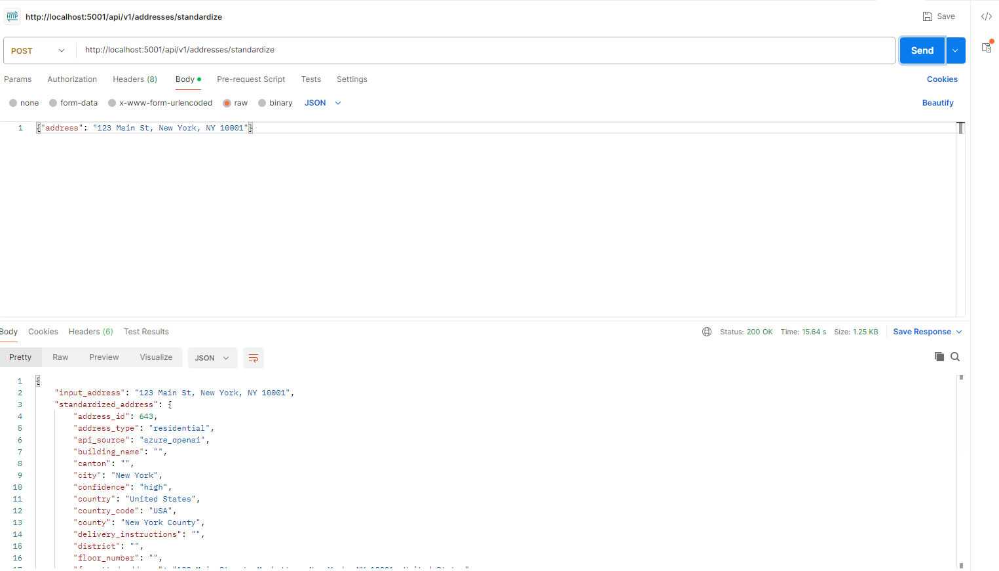 HTTP http://localhost:5001/api/v1/addresses/standardize Save </>
POST http://localhost:5001/api/v1/addresses/standardize Send
Params Authorization Headers (8) Body Pre-request Script Tests Settings Cookies
none form-data x-www-form-urlencoded raw binary JSON Beautify
1 {"address": "123 Main St, New York, NY 10001"}
Body Cookies Headers (6) Test Results Status: 200 OK Time: 15.64 s Size: 1.25 KB Save Response
Pretty Raw Preview Visualize JSON
1 {
2 "input_address": "123 Main St, New York, NY 10001",
3 "standardized_address": {
4 "address_id": 643,
5 "address_type": "residential",
6 "api_source": "azure_openai",
7 "building_name": "",
8 "canton": "",
9 "city": "New York",
10 "confidence": "high",
11 "country": "United States",
12 "country_code": "USA",
13 "county": "New York County",
14 "delivery_instructions": "",
15 "district": "",
16 "floor_number": "",